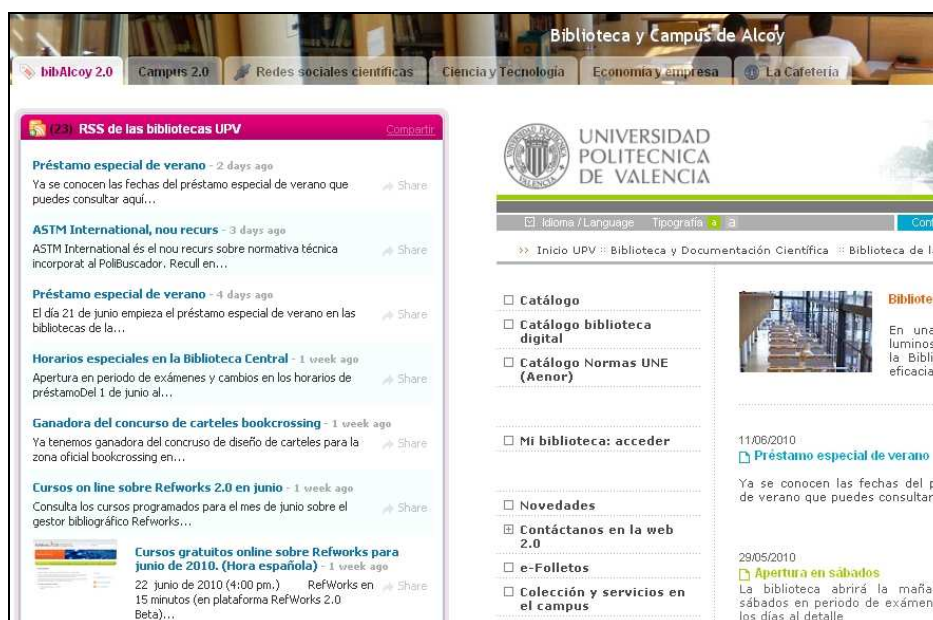 Biblioteca y Campus de Alcoy
bibAlcoy 2.0
Campus 2.0
Redes sociales científicas
Ciencia y Tecnología
Economía y empresa
La Cafetería
(23) RSS de las bibliotecas UPV
Compartir
Préstamo especial de verano - 2 days ago
Ya se conocen las fechas del préstamo especial de verano que
puedes consultar aquí...
Share
ASTM International, nou recurs - 3 days ago
ASTM International és el nou recurs sobre normativa técnica
incorporat al PoliBuscador. Recull en...
Share
Préstamo especial de verano - 4 days ago
El día 21 de junio empieza el préstamo especial de verano en las
bibliotecas de la...
Share
Horarios especiales en la Biblioteca Central - 1 week ago
Apertura en periodo de exámenes y cambios en los horarios de
préstamoDel 1 de junio al...
Share
Ganadora del concurso de carteles bookcrossing - 1 week ago
Ya tenemos ganadora del concruso de diseño de carteles para la
zona oficial bookcrossing en...
Share
Cursos on line sobre Refworks 2.0 en junio - 1 week ago
Consulta los cursos programados para el mes de junio sobre el
gestor bibliográfico Refworks...
Share
Cursos gratuitos online sobre Refworks para
junio de 2010. (Hora española) - 1 week ago
22 junio de 2010 (4:00 pm.) RefWorks en
15 minutos (en plataforma RefWorks 2.0
Beta)...
Share
UNIVERSIDAD
POLITECNICA
DE VALENCIA
Idioma / Language Tipografía a a
Cont
Inicio UPV :: Biblioteca y Documentación Científica :: Biblioteca de l
Catálogo
Catálogo biblioteca
digital
Catálogo Normas UNE
(Aenor)
Mi biblioteca: acceder
Novedades
Contáctanos en la web
2.0
e-Folletos
Colección y servicios en
el campus
Bibliote
En una
luminos
la Bibli
eficacia
11/06/2010
Préstamo especial de verano
Ya se conocen las fechas del p
de verano que puedes consultar
29/05/2010
Apertura en sábados
La biblioteca abrirá la maña
sábados en periodo de exámen
los días al detalle